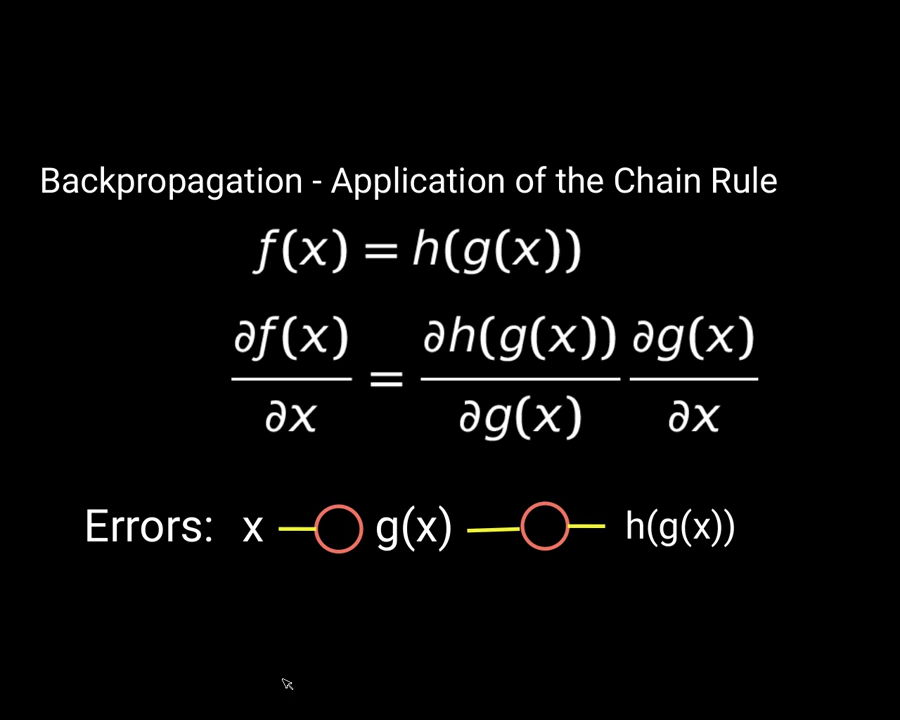 Backpropagation - Application of the Chain Rule
f(x) = h(g(x))
∂f(x)/∂x = ∂h(g(x))/∂g(x) ∂g(x)/∂x
Errors: x g(x) h(g(x))